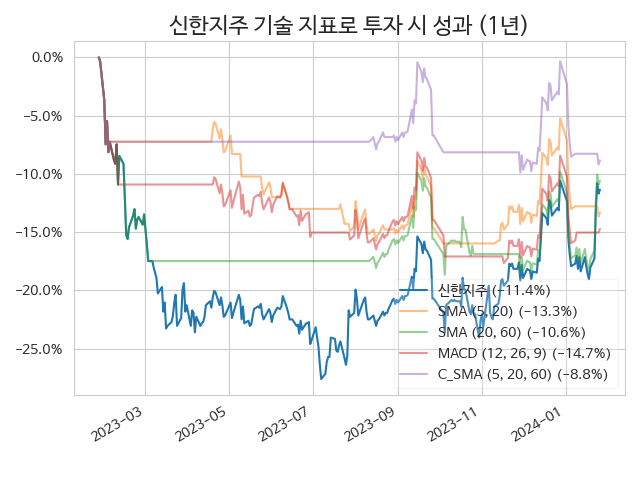 신한지주 기술 지표로 투자 시 성과 (1년)
0.0%
−5.0%
−10.0%
−15.0%
−20.0%
−25.0%
신한지주 (−11.4%)
SMA (5, 20) (−13.3%)
SMA (20, 60) (−10.6%)
MACD (12, 26, 9) (−14.7%)
C_SMA (5, 20, 60) (−8.8%)
2023-03
2023-05
2023-07
2023-09
2023-11
2024-01